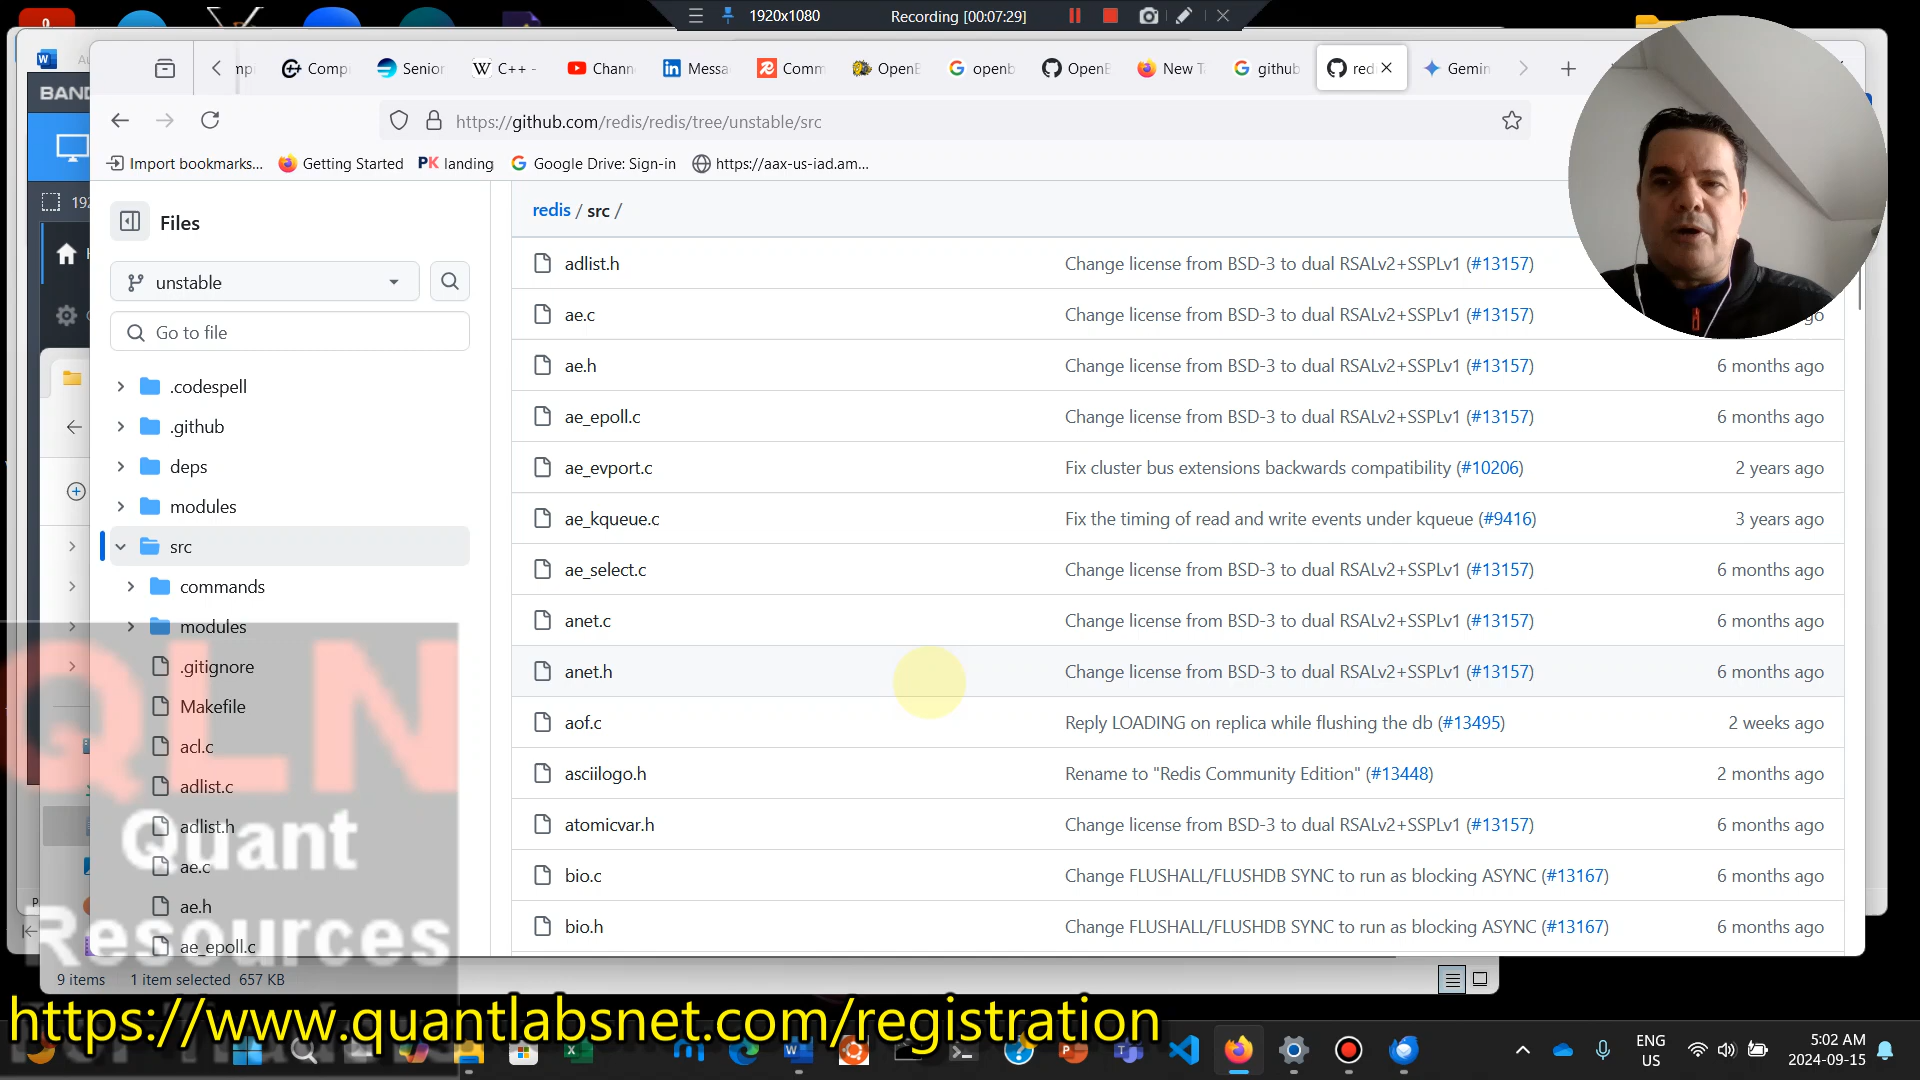 1920x1080
Recording [00:07:29]
Comp
Senior
C++ -
Chann
Messa
Comm
OpenE
openb
OpenE
New T
github
red
Gemin
BAND
https://github.com/redis/redis/tree/unstable/src
Import bookmarks...
Getting Started
PK landing
Google Drive: Sign-in
https://aax-us-iad.am...
Files
redis / src /
unstable
Go to file
.codespell
.github
deps
modules
src
commands
modules
.gitignore
Makefile
acl.c
adlist.c
adlist.h
ae.c
ae.h
ae_epoll.c
adlist.h Change license from BSD-3 to dual RSALv2+SSPLv1 (#13157)
ae.c Change license from BSD-3 to dual RSALv2+SSPLv1 (#13157) go
ae.h Change license from BSD-3 to dual RSALv2+SSPLv1 (#13157) 6 months ago
ae_epoll.c Change license from BSD-3 to dual RSALv2+SSPLv1 (#13157) 6 months ago
ae_evport.c Fix cluster bus extensions backwards compatibility (#10206) 2 years ago
ae_kqueue.c Fix the timing of read and write events under kqueue (#9416) 3 years ago
ae_select.c Change license from BSD-3 to dual RSALv2+SSPLv1 (#13157) 6 months ago
anet.c Change license from BSD-3 to dual RSALv2+SSPLv1 (#13157) 6 months ago
anet.h Change license from BSD-3 to dual RSALv2+SSPLv1 (#13157) 6 months ago
aof.c Reply LOADING on replica while flushing the db (#13495) 2 weeks ago
asciilogo.h Rename to "Redis Community Edition" (#13448) 2 months ago
atomicvar.h Change license from BSD-3 to dual RSALv2+SSPLv1 (#13157) 6 months ago
bio.c Change FLUSHALL/FLUSHDB SYNC to run as blocking ASYNC (#13167) 6 months ago
bio.h Change FLUSHALL/FLUSHDB SYNC to run as blocking ASYNC (#13167) 6 months ago
QLN
Quant
Resources
9 items 1 item selected 657 KB
https://www.quantlabsnet.com/registration
ENG
US
5:02 AM
2024-09-15